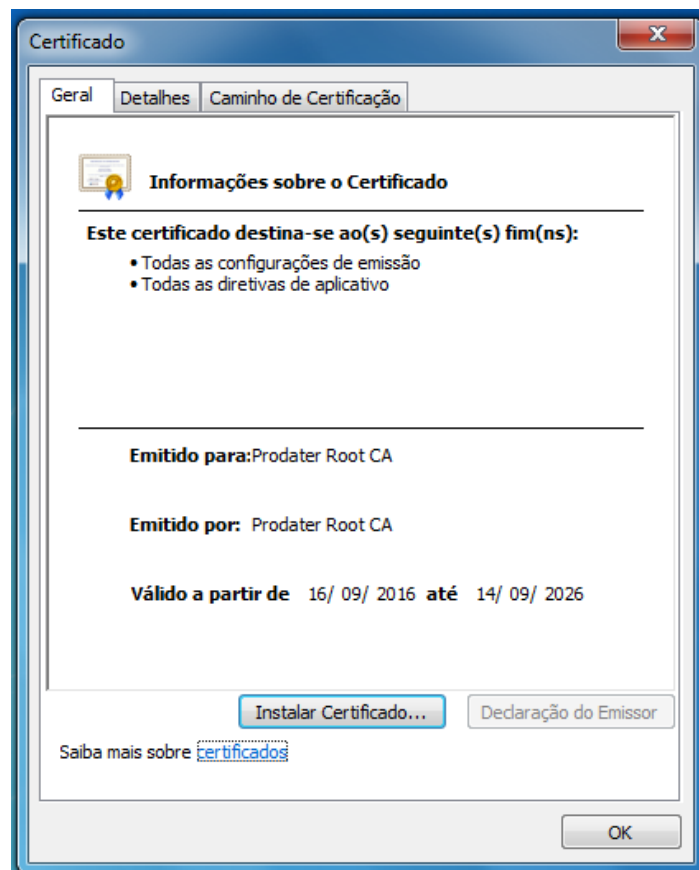 Certificado
Geral Detalhes Caminho de Certificação
Informações sobre o Certificado
Este certificado destina-se ao(s) seguinte(s) fim(ns):
• Todas as configurações de emissão
• Todas as diretivas de aplicativo
Emitido para:Prodater Root CA
Emitido por: Prodater Root CA
Válido a partir de 16/ 09/ 2016 até 14/ 09/ 2026
Instalar Certificado... Declaração do Emissor
Saiba mais sobre certificados
OK